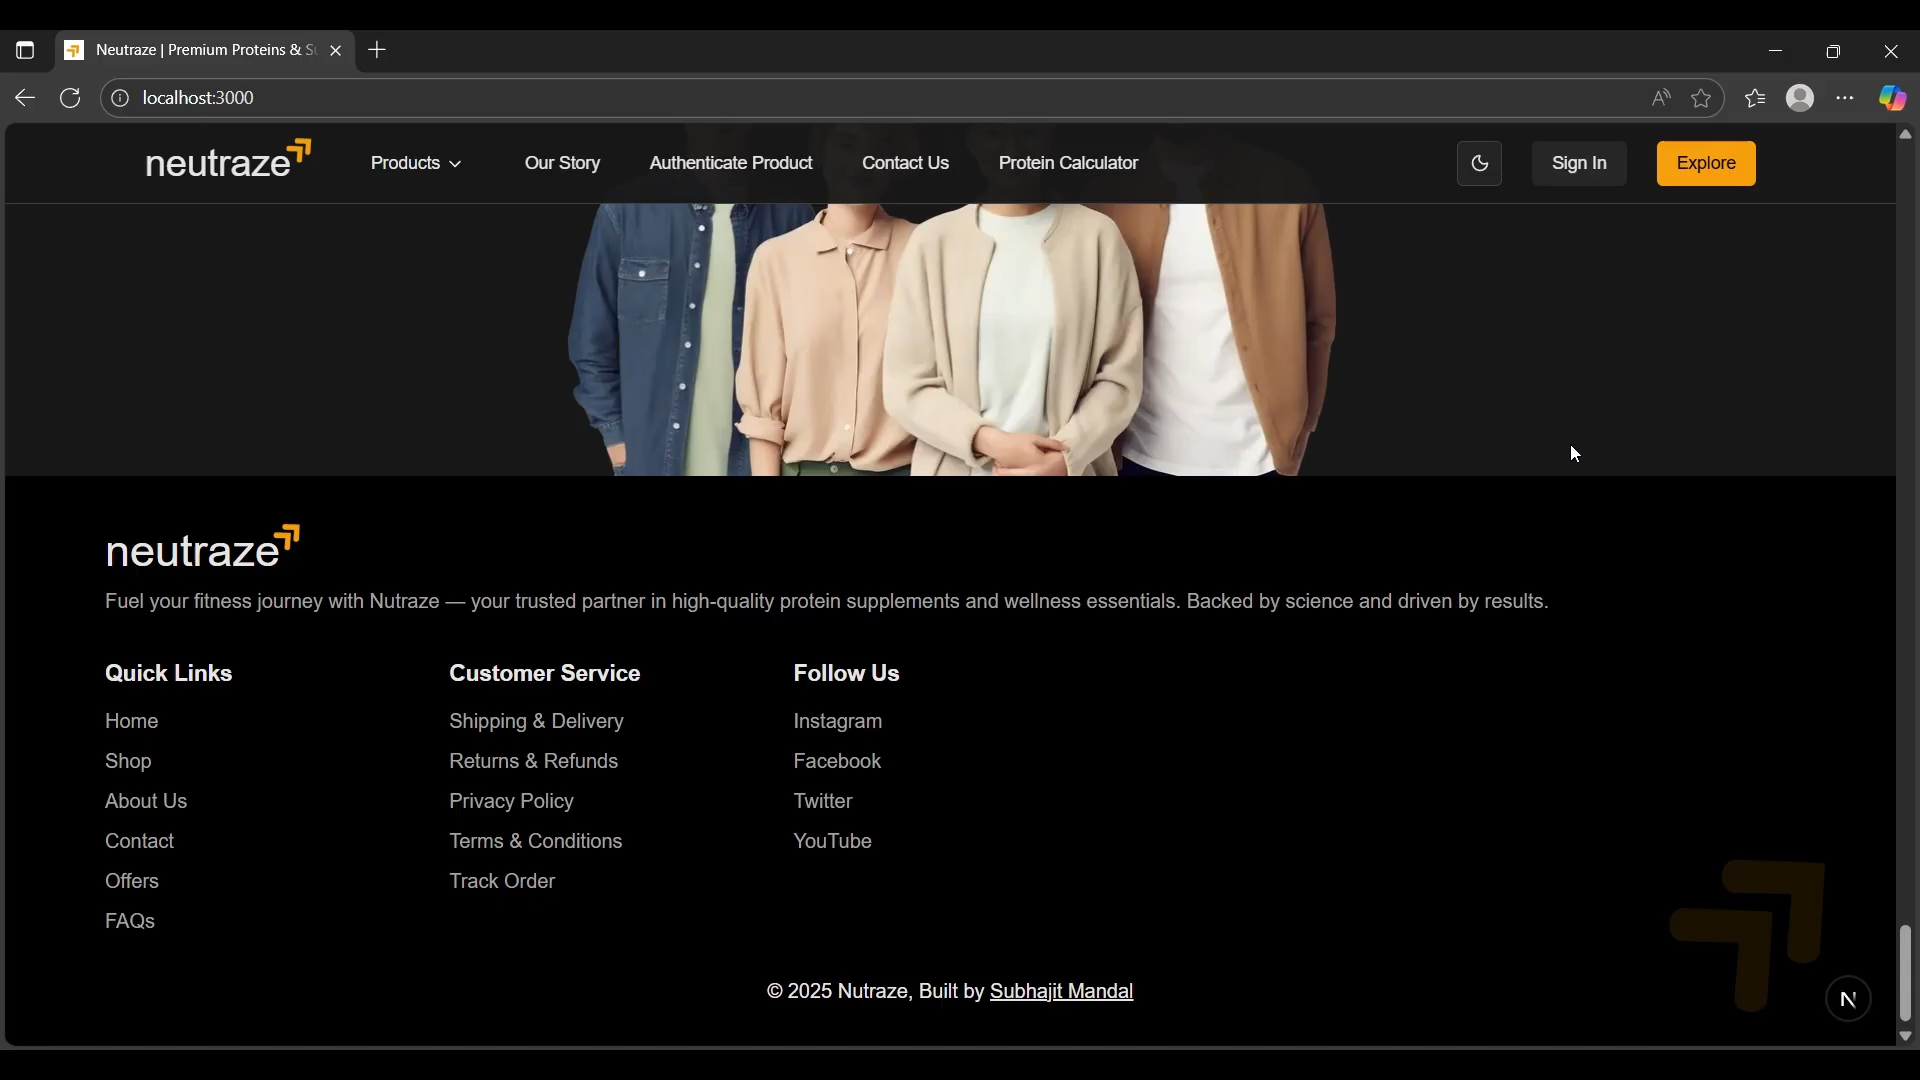 Neutraze | Premium Proteins & Su
localhost:3000
neutraze
Products
Our Story
Authenticate Product
Contact Us
Protein Calculator
Sign In
Explore
neutraze
Fuel your fitness journey with Nutraze — your trusted partner in high-quality protein supplements and wellness essentials. Backed by science and driven by results.
Quick Links
Home
Shop
About Us
Contact
Offers
FAQs
Customer Service
Shipping & Delivery
Returns & Refunds
Privacy Policy
Terms & Conditions
Track Order
Follow Us
Instagram
Facebook
Twitter
YouTube
© 2025 Nutraze, Built by Subhajit Mandal
N